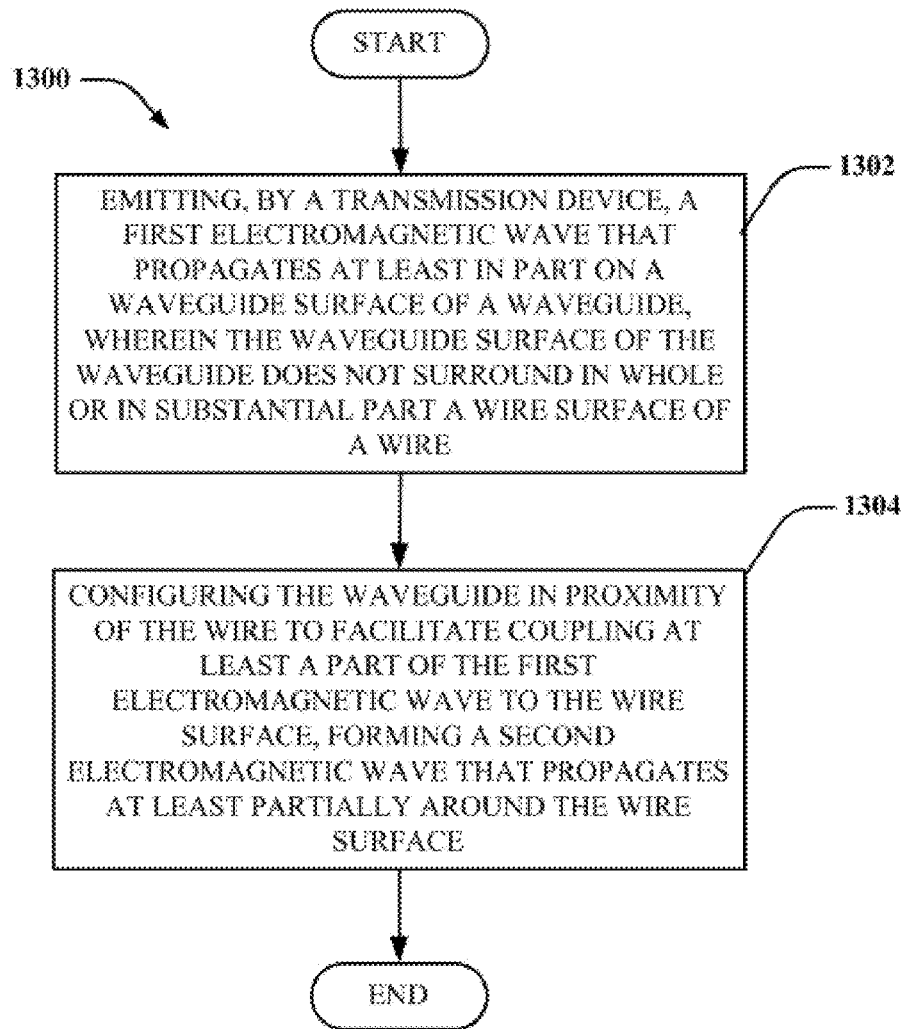 START
1300
1302
EMITTING, BY A TRANSMISSION DEVICE, A
FIRST ELECTROMAGNETIC WAVE THAT
PROPAGATES AT LEAST IN PART ON A
WAVEGUIDE SURFACE OF A WAVEGUIDE,
WHEREIN THE WAVEGUIDE SURFACE OF THE
WAVEGUIDE DOES NOT SURROUND IN WHOLE
OR IN SUBSTANTIAL PART A WIRE SURFACE OF
A WIRE
1304
CONFIGURING THE WAVEGUIDE IN PROXIMITY
OF THE WIRE TO FACILITATE COUPLING AT
LEAST A PART OF THE FIRST
ELECTROMAGNETIC WAVE TO THE WIRE
SURFACE, FORMING A SECOND
ELECTROMAGNETIC WAVE THAT PROPAGATES
AT LEAST PARTIALLY AROUND THE WIRE
SURFACE
END